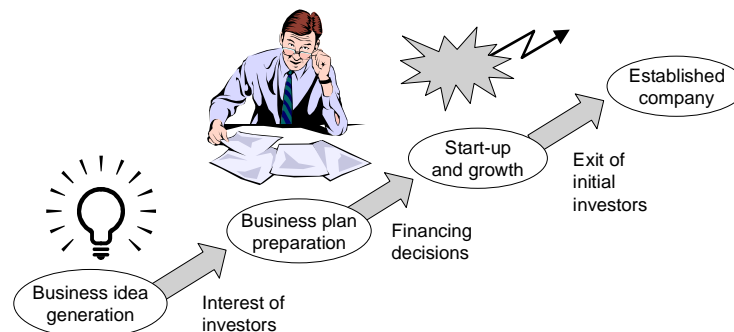 Established
company
Start-up
and growth
Exit of
initial
investors
Business plan
preparation
Financing
decisions
Business idea
generation
Interest of
investors